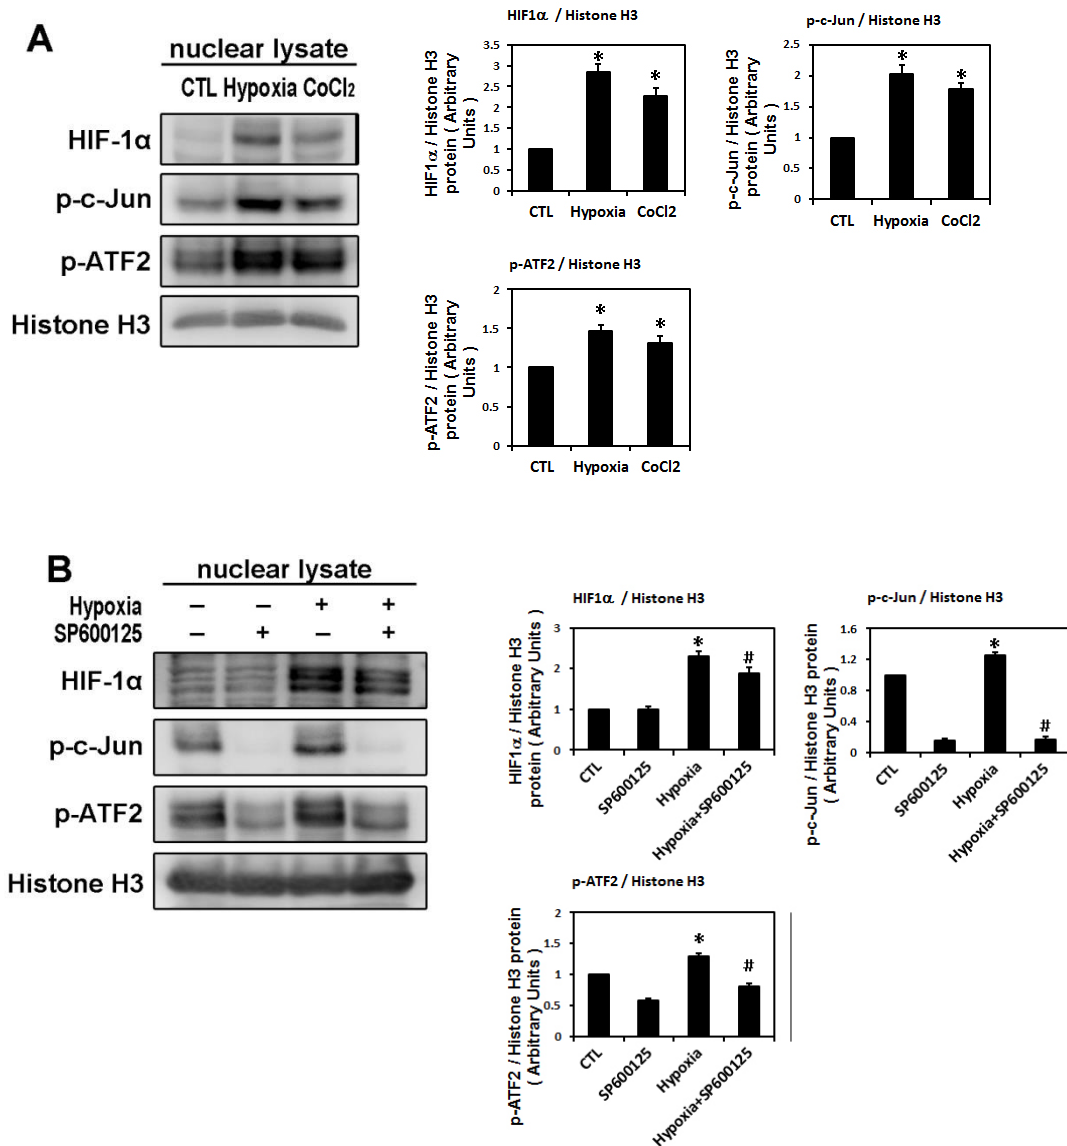 A
nuclear lysate
CTL Hypoxia CoCl2
HIF-1α
p-c-Jun
p-ATF2
Histone H3
HIF1α / Histone H3
HIF1α / Histone H3
protein ( Arbitrary
Units )
3.5
3
2.5
2
1.5
1
0.5
0
*
*
CTL Hypoxia CoCl2
p-c-Jun / Histone H3
p-c-Jun / Histone H3
protein ( Arbitrary
Units )
2.5
2
1.5
1
0.5
0
*
*
CTL Hypoxia CoCl2
p-ATF2 / Histone H3
p-ATF2 / Histone H3
protein ( Arbitrary
Units )
2
1.5
1
0.5
0
*
*
CTL Hypoxia CoCl2
B
nuclear lysate
Hypoxia – – + +
SP600125 – + – +
HIF-1α
p-c-Jun
p-ATF2
Histone H3
HIF1α / Histone H3
HIF1α / Histone H3
protein ( Arbitrary Units )
3
2
1
0
*
#
CTL
SP600125
Hypoxia
Hypoxia+SP600125
p-c-Jun / Histone H3
p-c-Jun / Histone H3 protein
( Arbitrary Units )
1.6
1.2
0.8
0.4
0
*
#
CTL
SP600125
Hypoxia
Hypoxia+SP600125
p-ATF2 / Histone H3
p-ATF2 / Histone H3 protein
( Arbitrary Units )
2
1.5
1
0.5
0
*
#
CTL
SP600125
Hypoxia
Hypoxia+SP600125